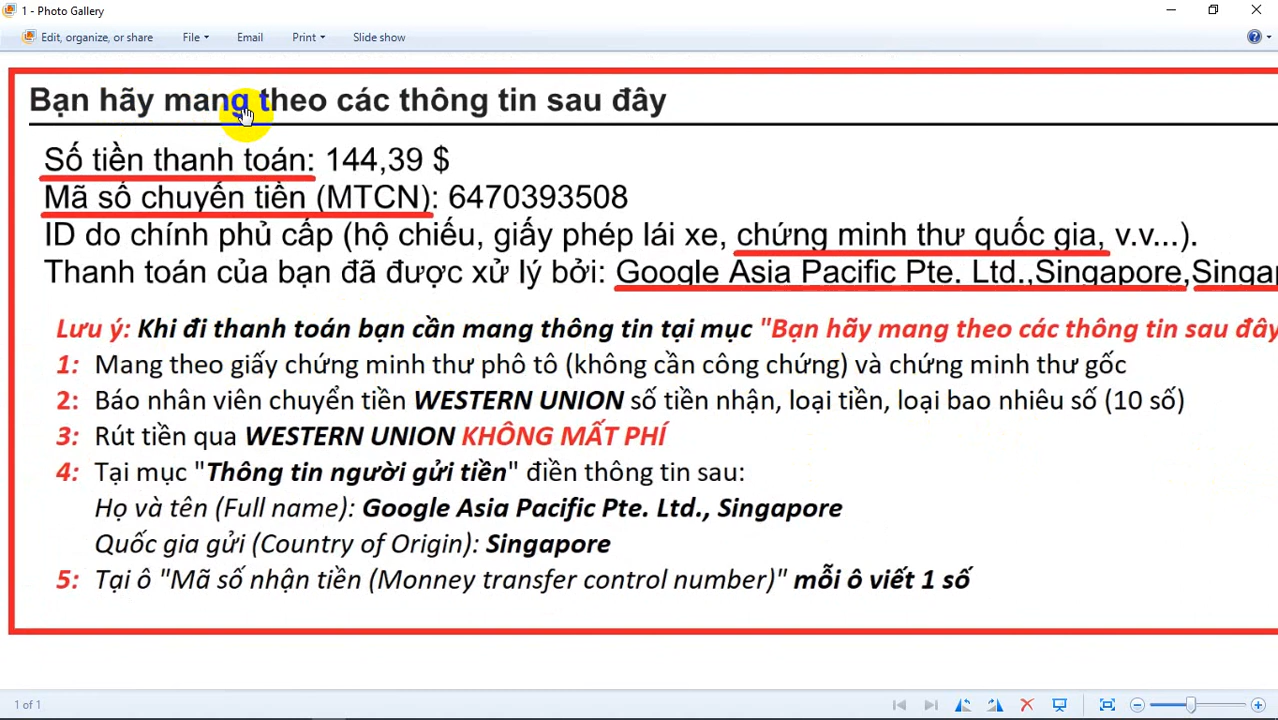 1 - Photo Gallery
Edit, organize, or share File Email Print Slide show
Bạn hãy mang theo các thông tin sau đây
Số tiền thanh toán: 144,39 $
Mã số chuyển tiền (MTCN): 6470393508
ID do chính phủ cấp (hộ chiếu, giấy phép lái xe, chứng minh thư quốc gia, v.v...).
Thanh toán của bạn đã được xử lý bởi: Google Asia Pacific Pte. Ltd.,Singapore,
Lưu ý: Khi đi thanh toán bạn cần mang thông tin tại mục "Bạn hãy mang theo các thông tin sau đây
1: Mang theo giấy chứng minh thư phô tô (không cần công chứng) và chứng minh thư gốc
2: Báo nhân viên chuyển tiền WESTERN UNION số tiền nhận, loại tiền, loại bao nhiêu số (10 số)
3: Rút tiền qua WESTERN UNION KHÔNG MẤT PHÍ
4: Tại mục "Thông tin người gửi tiền" điền thông tin sau:
Họ và tên (Full name): Google Asia Pacific Pte. Ltd., Singapore
Quốc gia gửi (Country of Origin): Singapore
5: Tại ô "Mã số nhận tiền (Monney transfer control number)" mỗi ô viết 1 số
1 of 1